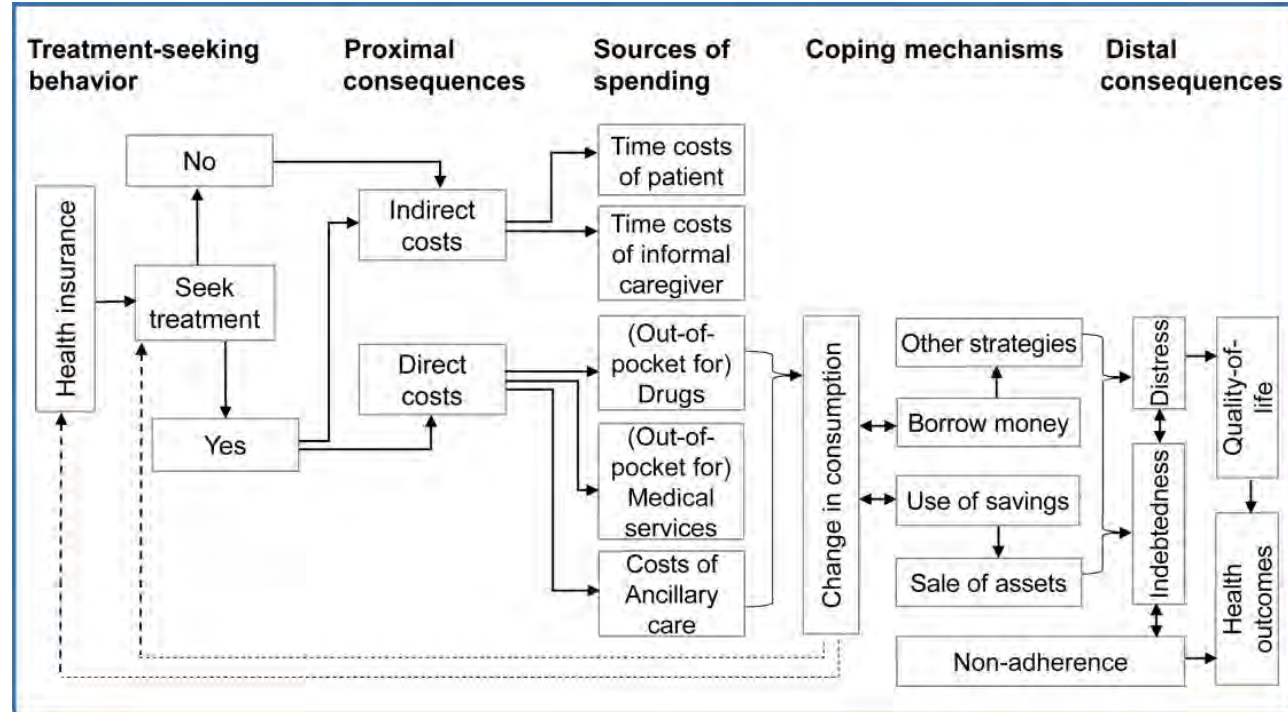 Treatment-seeking
behavior
Proximal
consequences
Sources of
spending
Coping mechanisms
Distal
consequences
Health insurance
No
Seek
treatment
Yes
Indirect
costs
Direct
costs
Time costs
of patient
Time costs
of informal
caregiver
(Out-of-
pocket for)
Drugs
(Out-of-
pocket for)
Medical
services
Costs of
Ancillary
care
Change in consumption
Other strategies
Borrow money
Use of savings
Sale of assets
Non-adherence
Distress
Indebtedness
Quality-of-
life
Health
outcomes